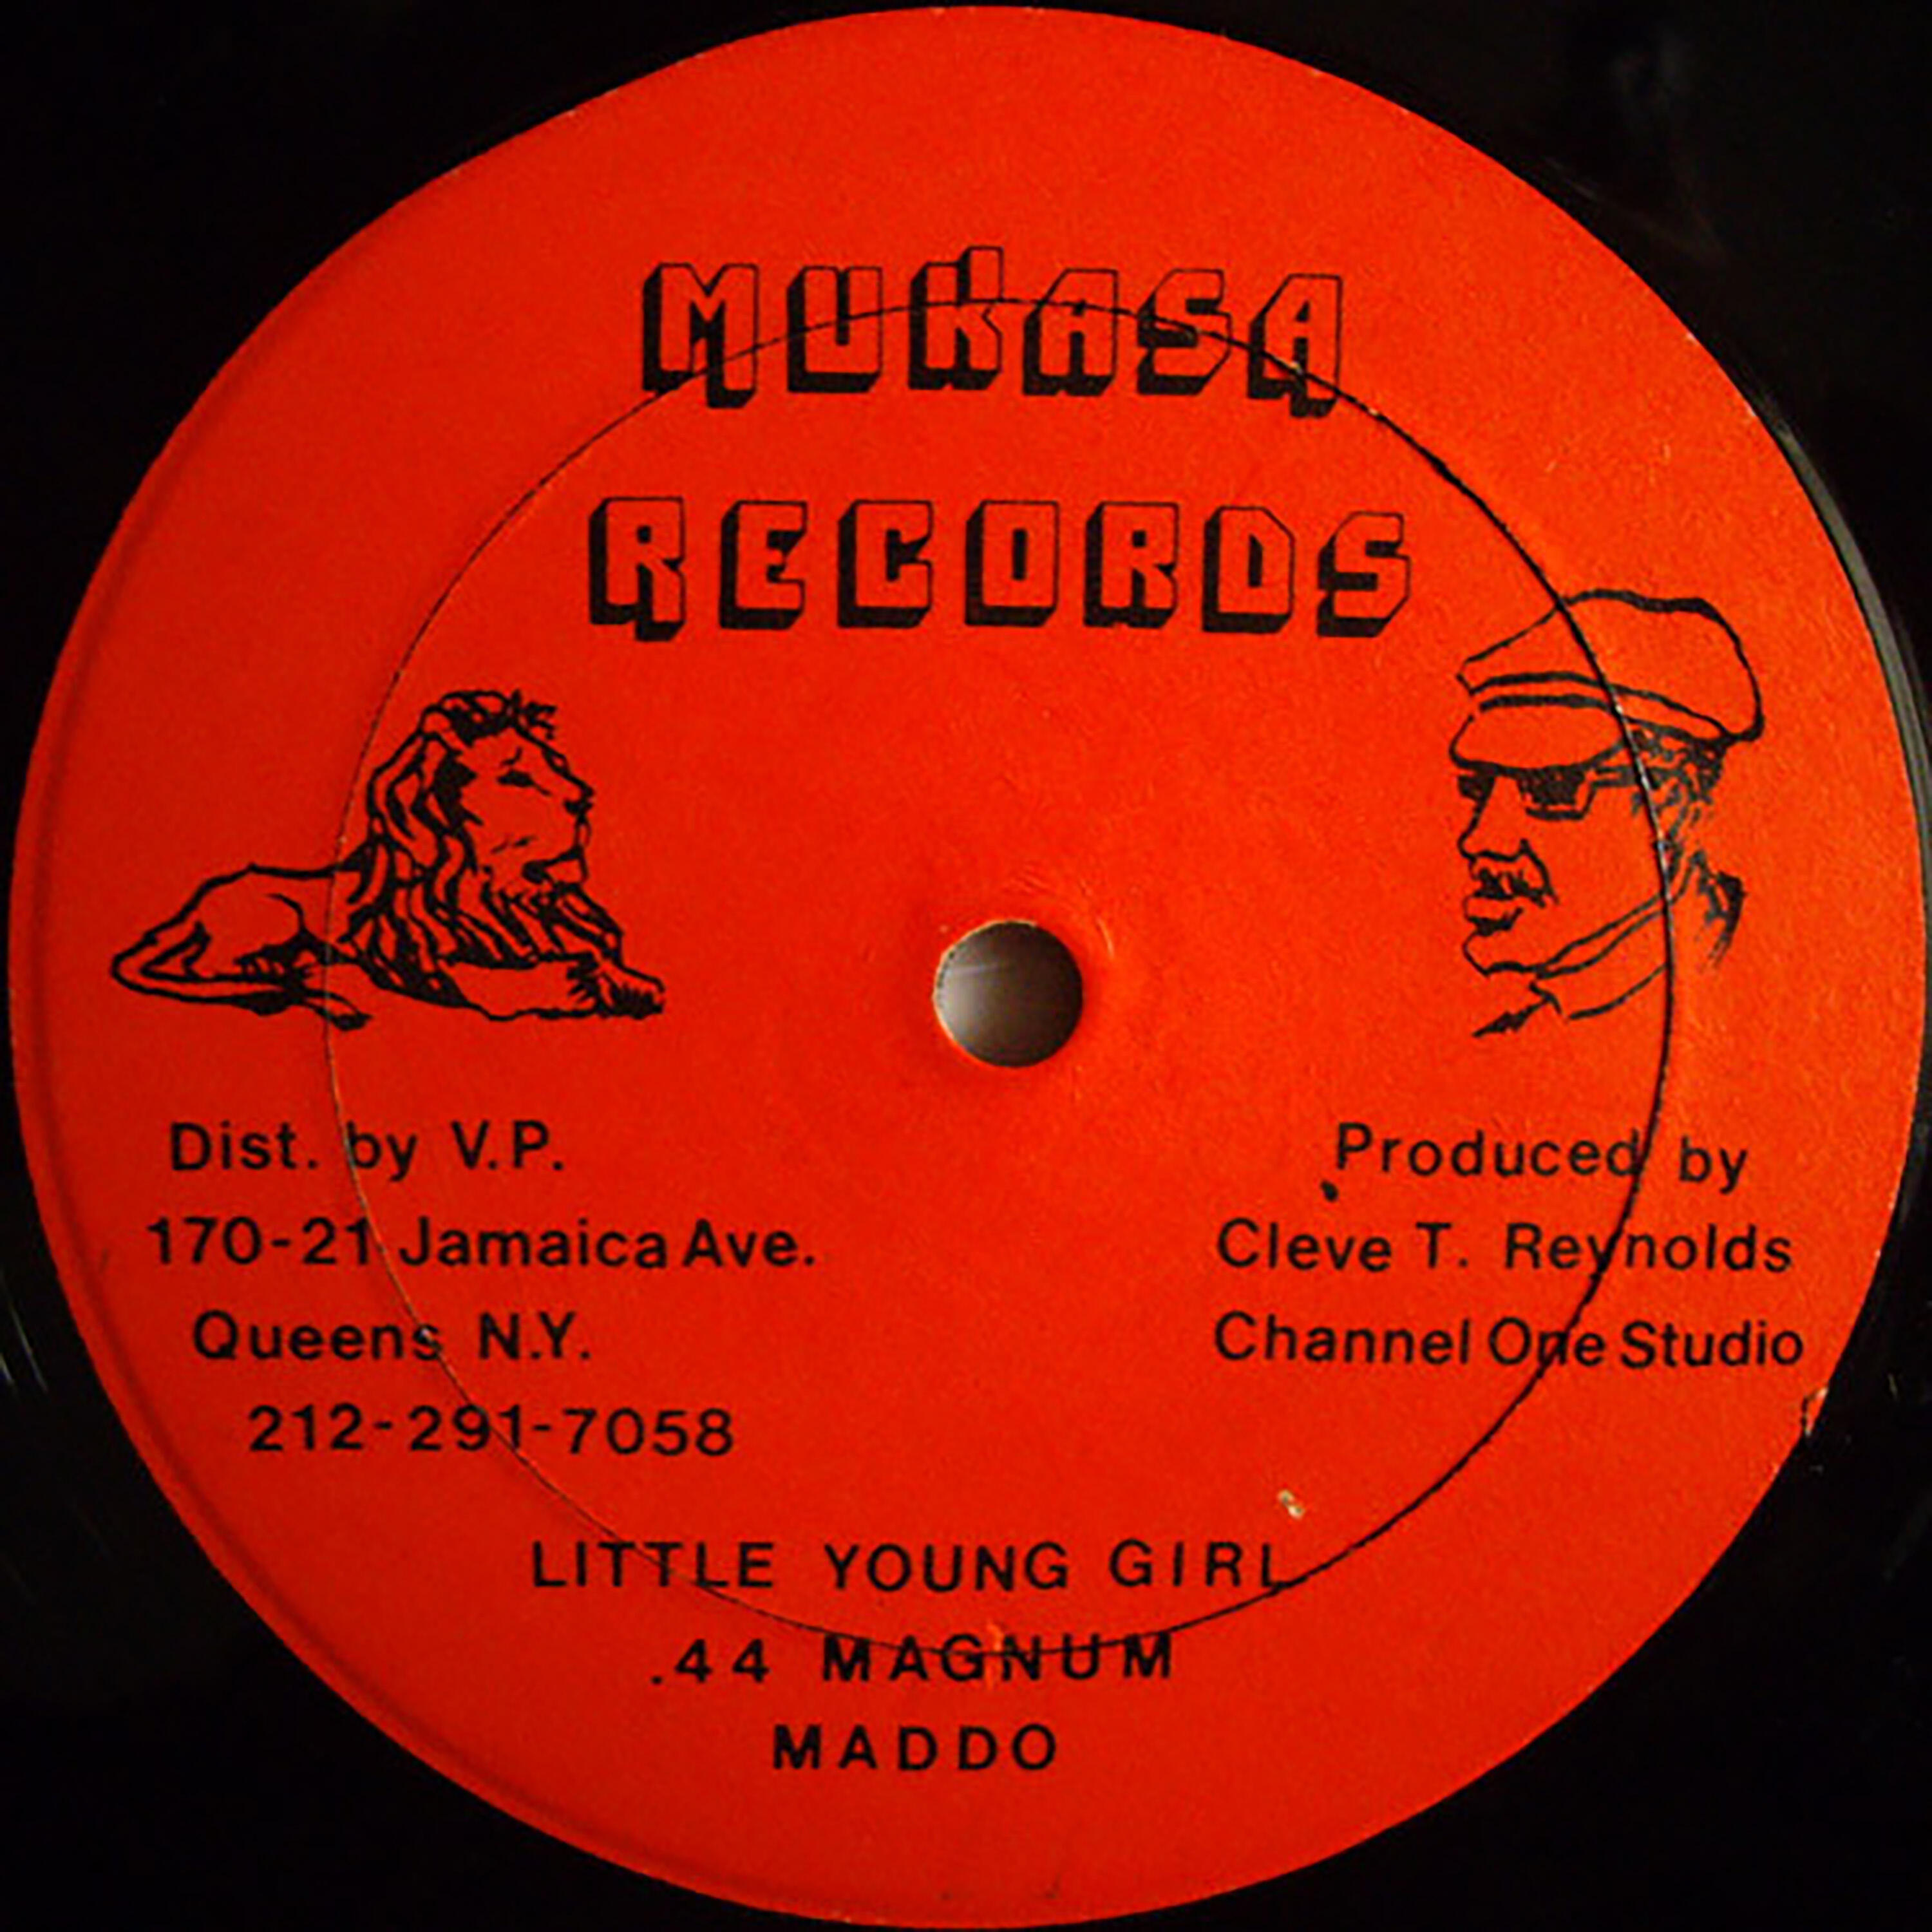 MUKASA
RECORDS
Dist. by V.P.
170-21 Jamaica Ave.
Queens N.Y.
212-291-7058
Produced by
Cleve T. Reynolds
Channel One Studio
LITTLE YOUNG GIRL
.44 MAGNUM
MADDO